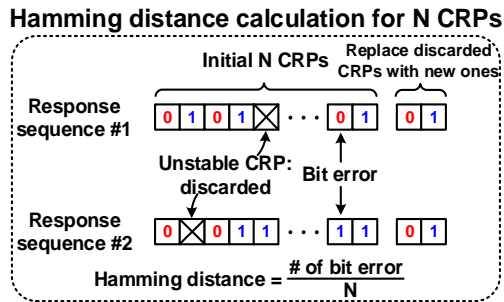 Hamming distance calculation for N CRPs
Initial N CRPs
Replace discarded
CRPs with new ones
Response
sequence #1
0 1 0 1 · · · 0 1 0 1
Unstable CRP:
discarded
Bit error
Response
sequence #2
0 0 1 1 · · · 1 1 0 1
Hamming distance = # of bit error
N